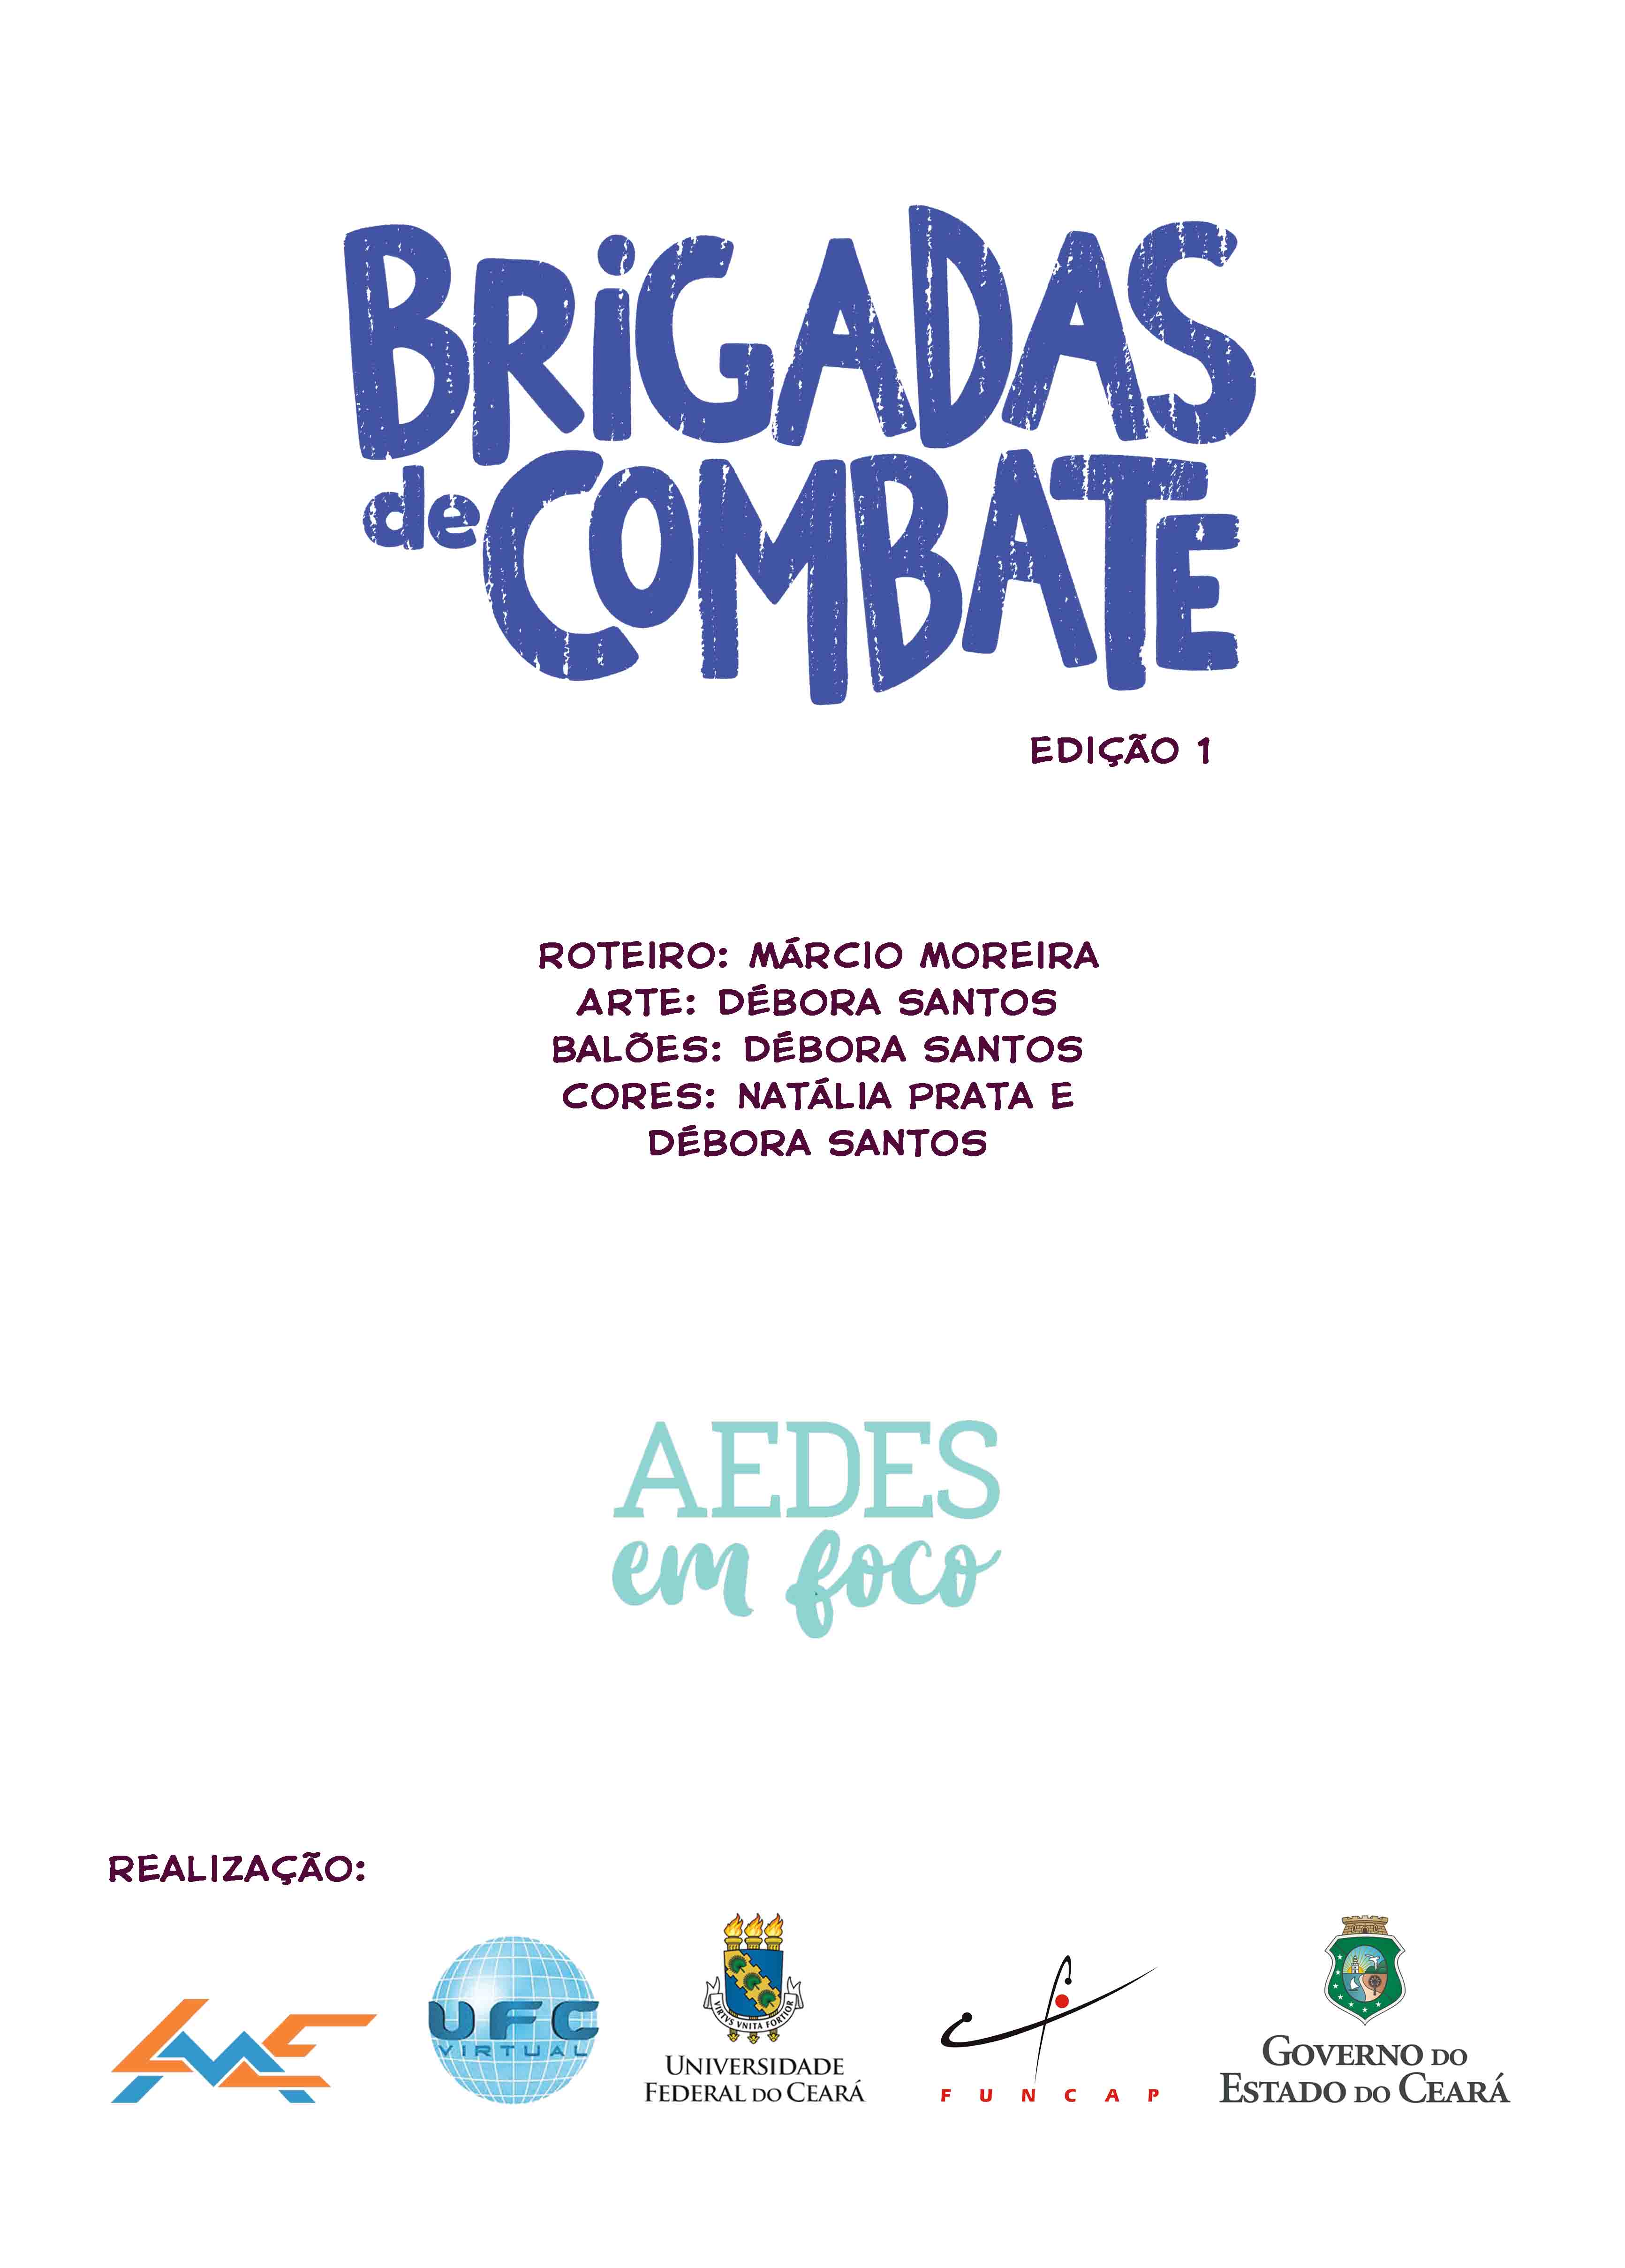 BRIGADAS
de COMBATE
EDIÇÃO 1
ROTEIRO: MÁRCIO MOREIRA
ARTE: DÉBORA SANTOS
BALÕES: DÉBORA SANTOS
CORES: NATÁLIA PRATA E
DÉBORA SANTOS
AEDES
em foco
REALIZAÇÃO:
UFC
VIRTUAL
VIRTVS VNITA FORTIOR
UNIVERSIDADE
FEDERAL DO CEARÁ
FUNCAP
GOVERNO DO
ESTADO DO CEARÁ